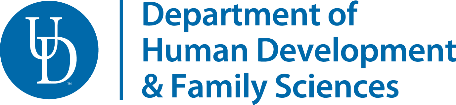 UD
Department of
Human Development
& Family Sciences